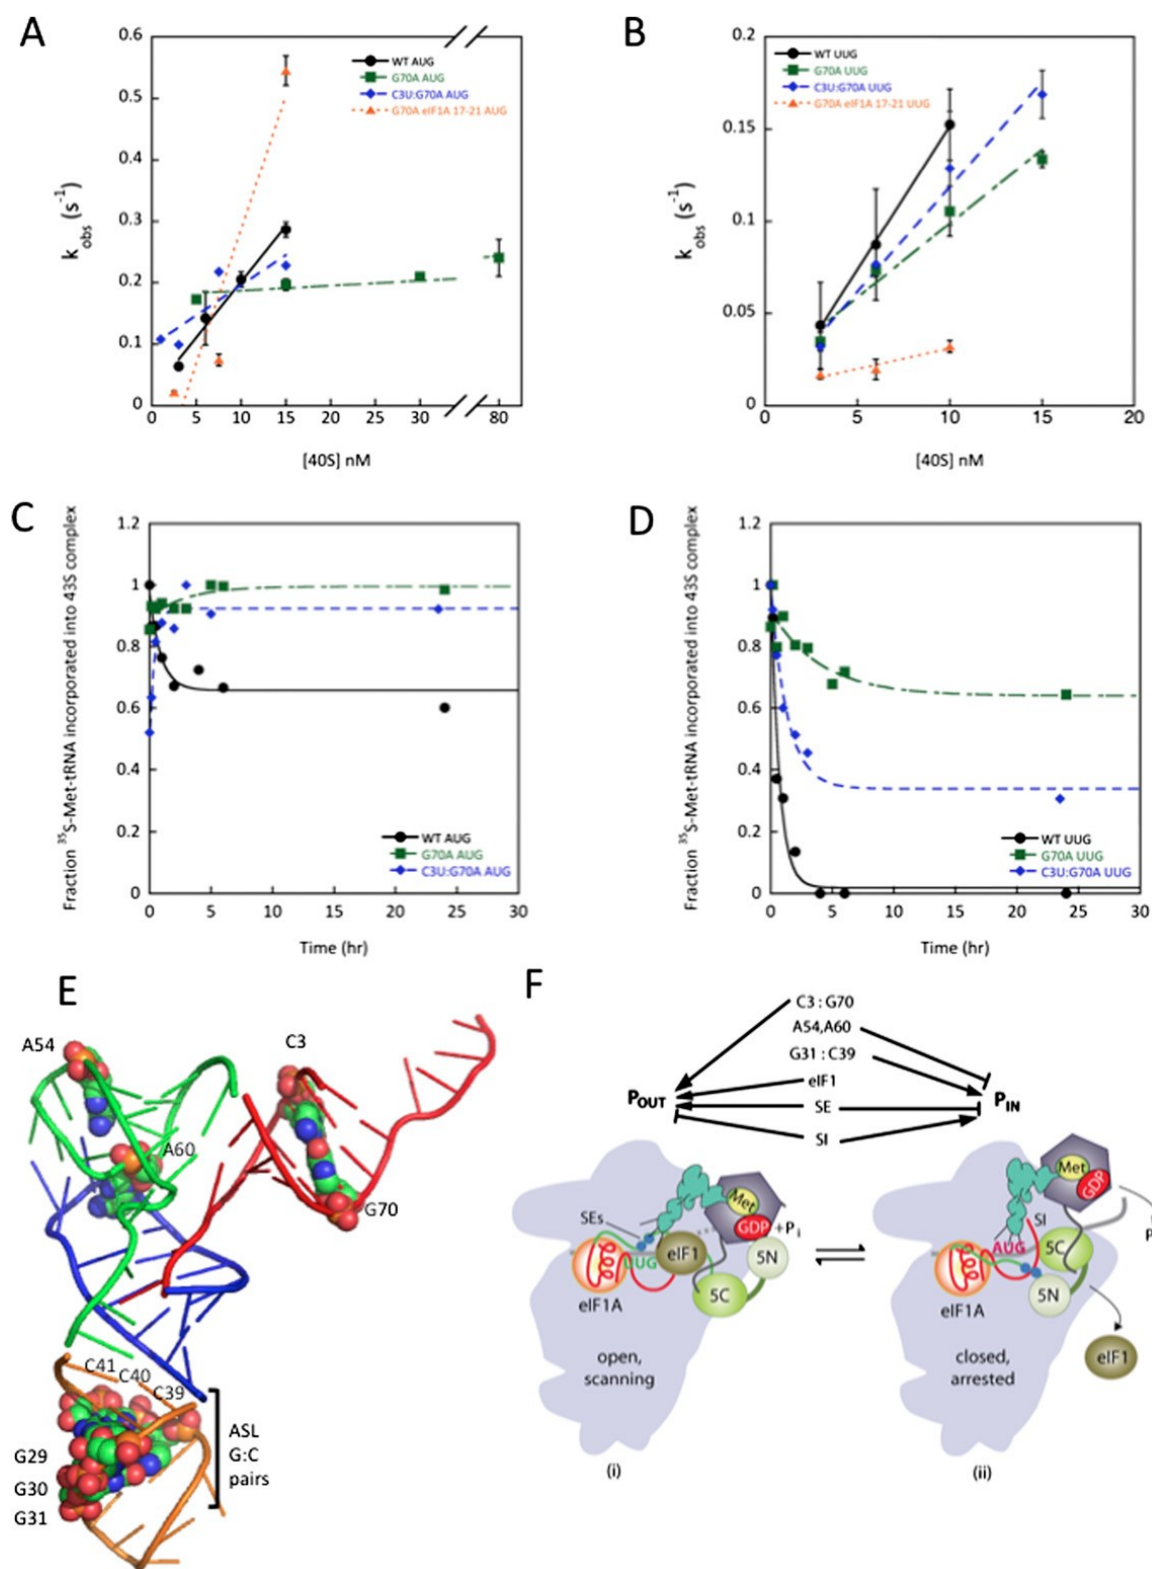 A
0.6
0.5
0.4
0.3
0.2
0.1
0
k obs (s-1)
0 5 10 15 30 80
[40S] nM
WT AUG
G70A AUG
C3U:G70A AUG
G70A eIF1A 17-21 AUG
B
0.2
0.15
0.1
0.05
0
k obs (s-1)
0 5 10 15 20
[40S] nM
WT UUG
G70A UUG
C3U:G70A UUG
G70A eIF1A 17-21 UUG
C
Fraction 35S-Met-tRNA incorporated into 43S complex
1.2
1
0.8
0.6
0.4
0.2
0
0 5 10 15 20 25 30
Time (hr)
WT AUG
G70A AUG
C3U:G70A AUG
D
Fraction 35S-Met-tRNA incorporated into 43S complex
1.2
1
0.8
0.6
0.4
0.2
0
0 5 10 15 20 25 30
Time (hr)
WT UUG
G70A UUG
C3U:G70A UUG
E
A54
C3
A60
G70
C41
C40
C39
G29
G30
G31
ASL
G:C
pairs
F
C3 : G70
A54,A60
G31 : C39
eIF1
SE
SI
POUT
PIN
SEs
Met
GDP
+Pi
UUG
eIF1
5N
5C
eIF1A
open,
scanning
(i)
Met
GDP
SI
AUG
5C
5N
eIF1A
eIF1
closed,
arrested
(ii)